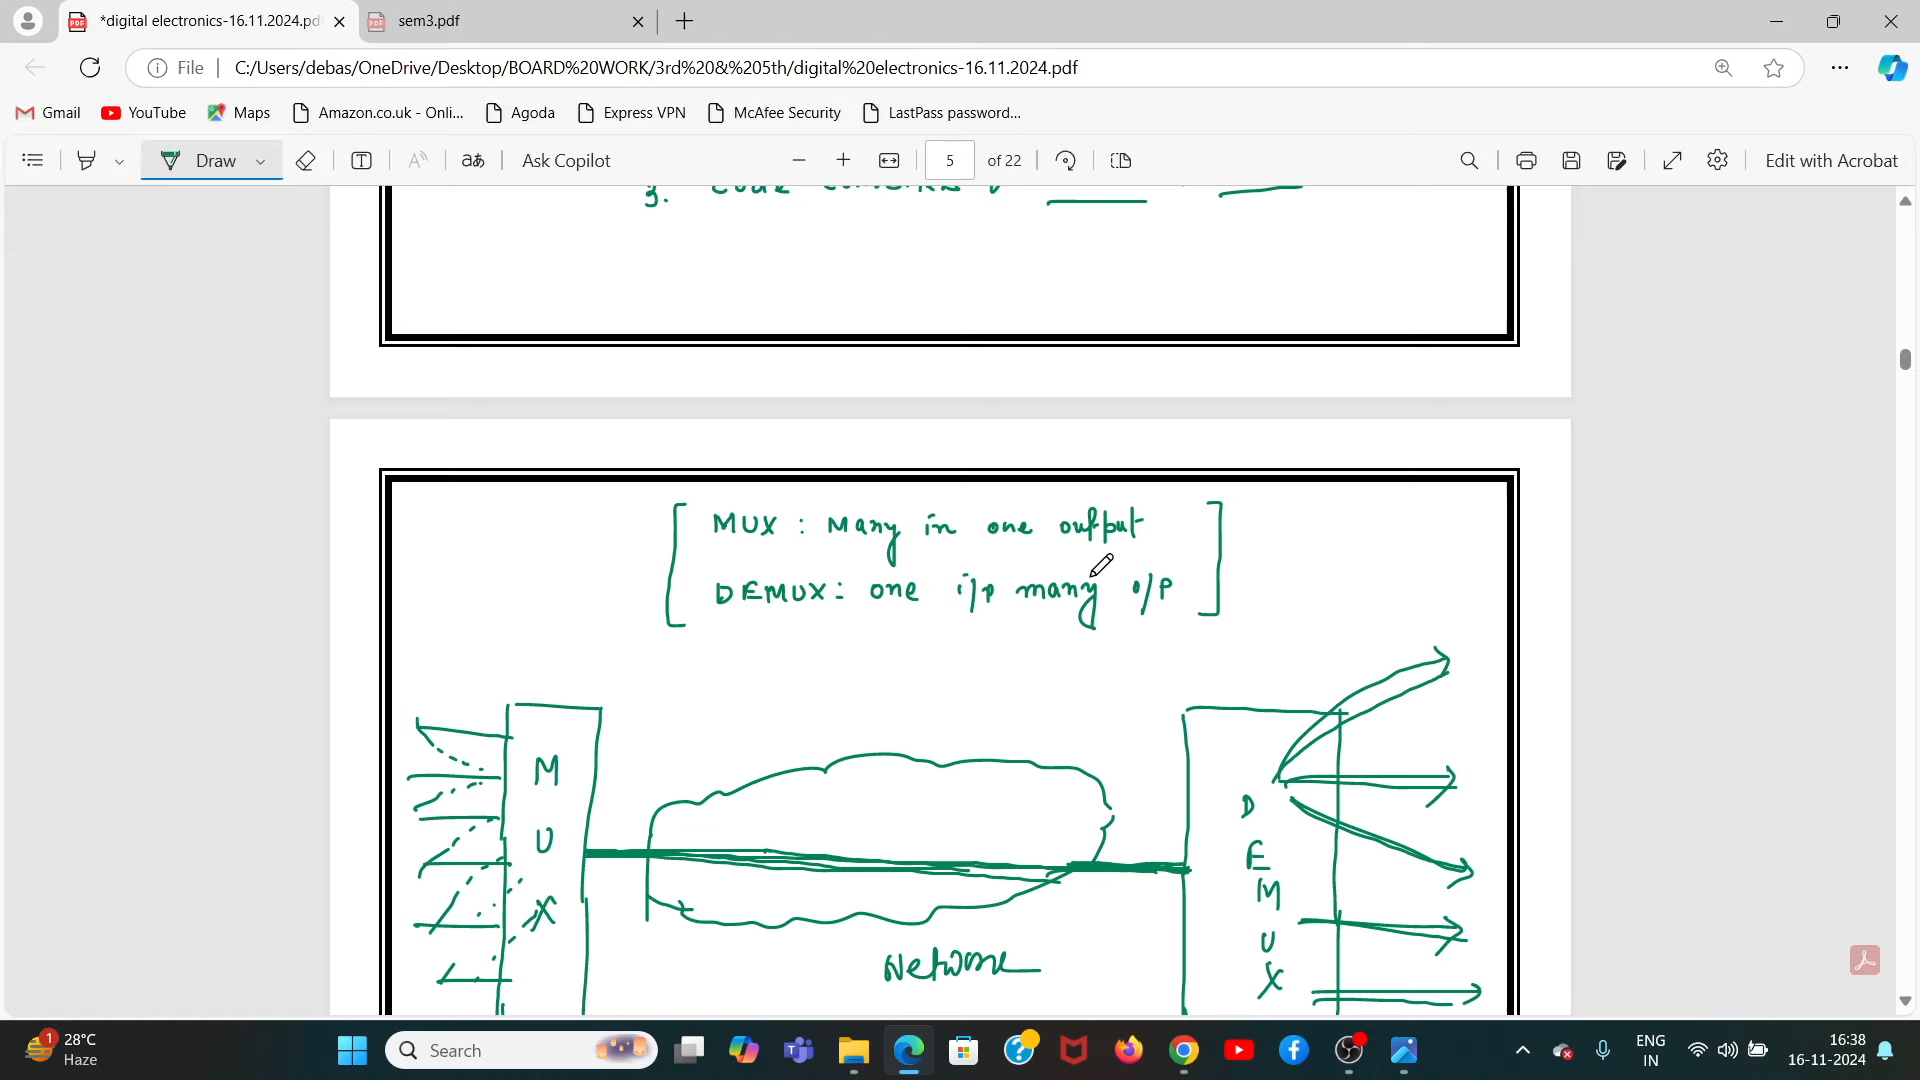 *digital electronics-16.11.2024.pd
sem3.pdf
File
C:/Users/debas/OneDrive/Desktop/BOARD%20WORK/3rd%20&%205th/digital%20electronics-16.11.2024.pdf
Gmail
YouTube
Maps
Amazon.co.uk - Onli...
Agoda
Express VPN
McAfee Security
LastPass password...
Draw
Ask Copilot
5 of 22
Edit with Acrobat
MUX : Many in one output
DEMUX: one i/p many o/p
M
U
X
D
E
M
U
X
Network
1
28°C
Haze
Search
ENG
IN
16:38
16-11-2024